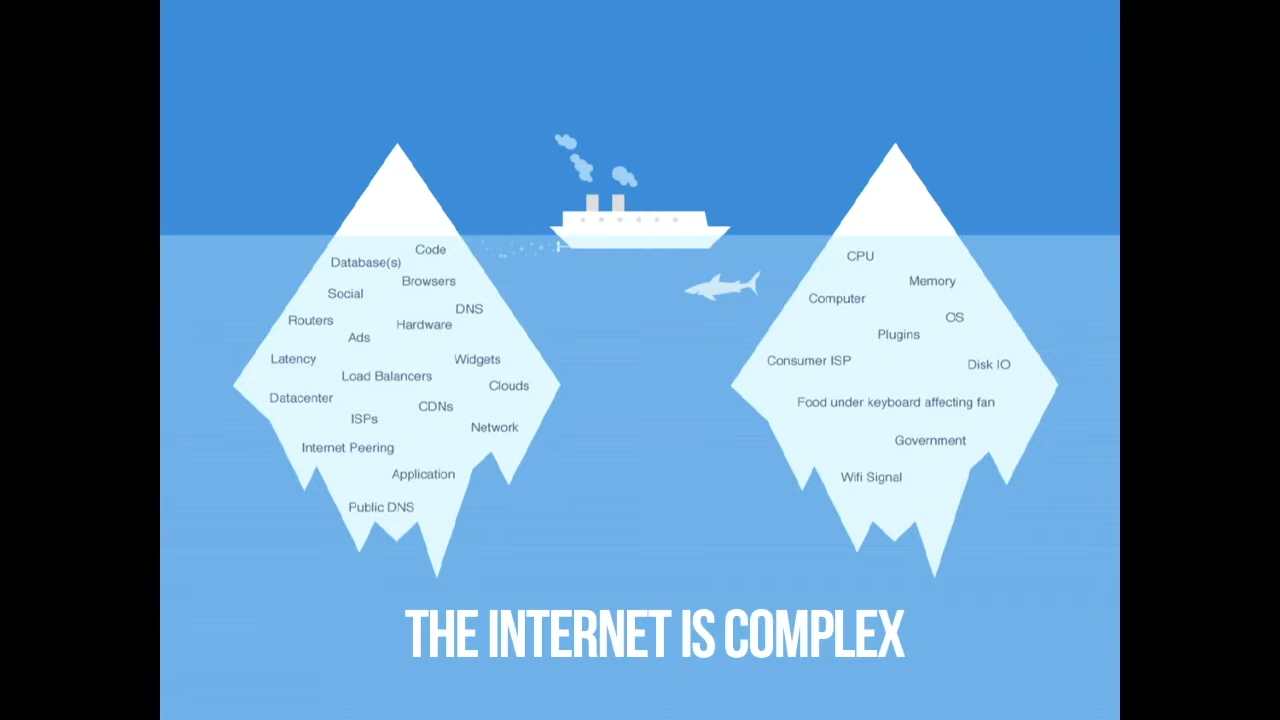 Code
Database(s)
Browsers
Social
DNS
Routers
Hardware
Ads
Latency
Widgets
Load Balancers
Clouds
Datacenter
CDNs
ISPs
Network
Internet Peering
Application
Public DNS
CPU
Memory
Computer
OS
Plugins
Consumer ISP
Disk IO
Food under keyboard affecting fan
Government
Wifi Signal
THE INTERNET IS COMPLEX